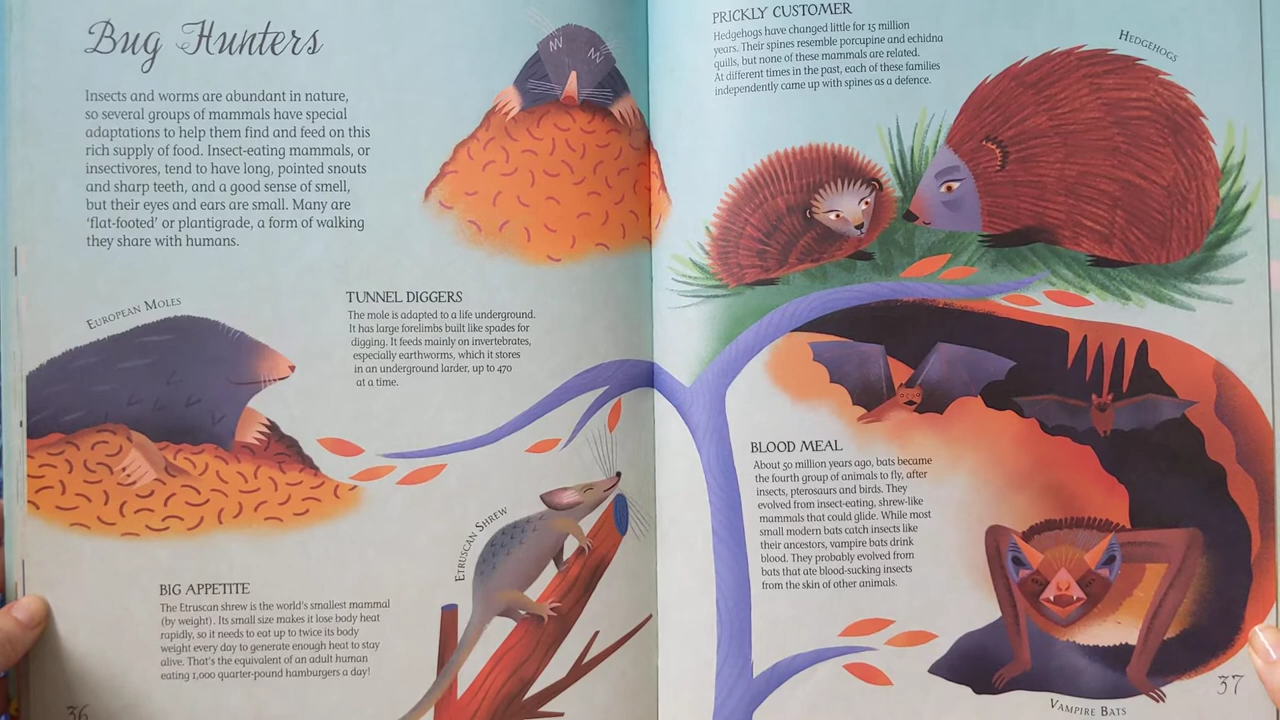 Bug Hunters
Insects and worms are abundant in nature,
so several groups of mammals have special
adaptations to help them find and feed on this
rich supply of food. Insect-eating mammals, or
insectivores, tend to have long, pointed snouts
and sharp teeth, and a good sense of smell,
but their eyes and ears are small. Many are
‘flat-footed’ or plantigrade, a form of walking
they share with humans.
European Moles
TUNNEL DIGGERS
The mole is adapted to a life underground.
It has large forelimbs built like spades for
digging. It feeds mainly on invertebrates,
especially earthworms, which it stores
in an underground larder, up to 470
at a time.
Etruscan Shrew
BIG APPETITE
The Etruscan shrew is the world's smallest mammal
(by weight). Its small size makes it lose body heat
rapidly, so it needs to eat up to twice its body
weight every day to generate enough heat to stay
alive. That's the equivalent of an adult human
eating 1,000 quarter-pound hamburgers a day!
36
PRICKLY CUSTOMER
Hedgehogs have changed little for 15 million
years. Their spines resemble porcupine and echidna
quills, but none of these mammals are related.
At different times in the past, each of these families
independently came up with spines as a defence.
Hedgehogs
BLOOD MEAL
About 50 million years ago, bats became
the fourth group of animals to fly, after
insects, pterosaurs and birds. They
evolved from insect-eating, shrew-like
mammals that could glide. While most
small modern bats catch insects like
their ancestors, vampire bats drink
blood. They probably evolved from
bats that ate blood-sucking insects
from the skin of other animals.
Vampire Bats
37